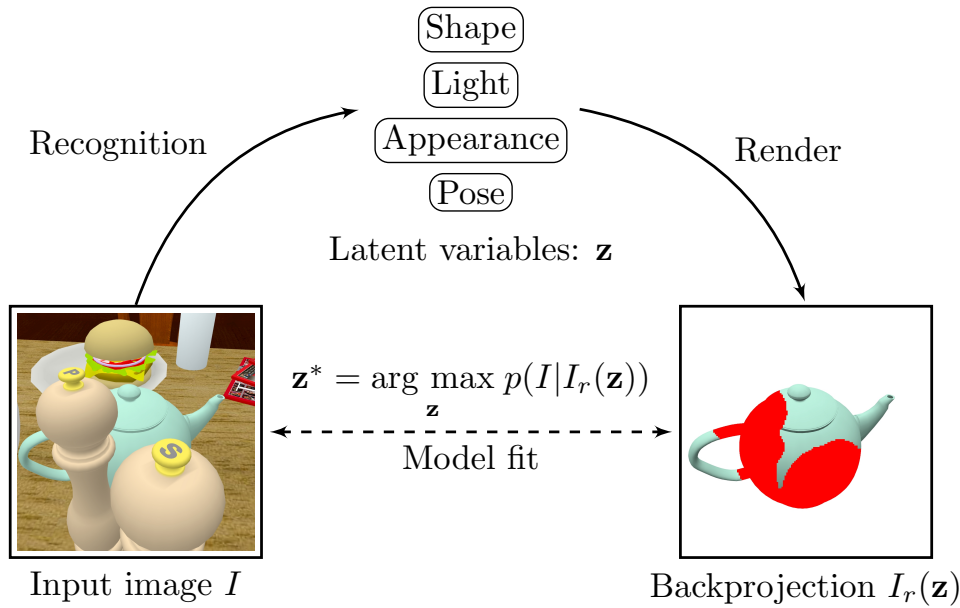 Shape
Light
Appearance
Pose
Recognition
Render
Latent variables: z
P
S
z* = arg max p(I|I_r(z))
z
Model fit
Input image I
Backprojection I_r(z)